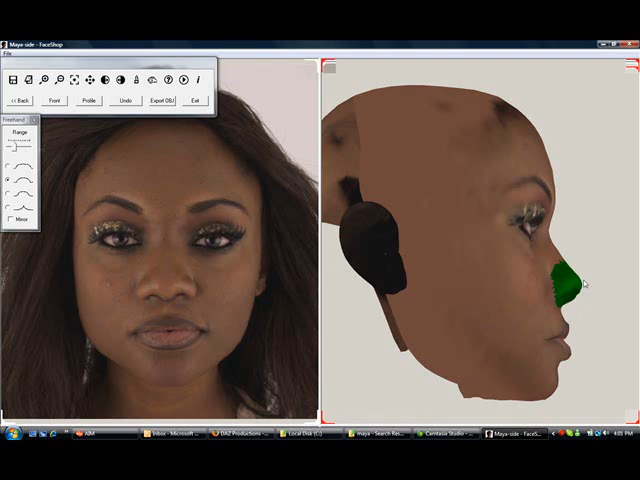 Maya-side - FaceShop
File
<< Back Front Profile Undo Export OBJ Exit
Freehand
Flange
Mirror
AIM Inbox - Microsoft ... DAZ Productions - ... Local Disk (C:) maya - Search Res... Camtasia Studio - ... Maya-side - FaceS... 4:01 PM